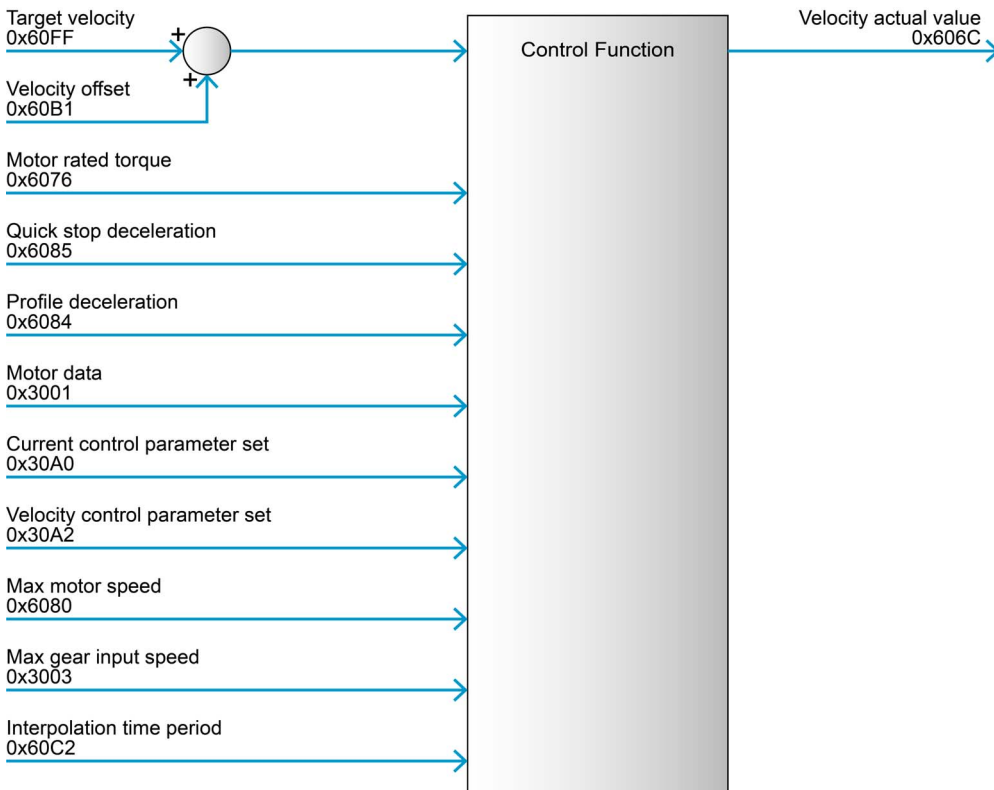 Target velocity
0x60FF
+
+
Velocity offset
0x60B1
Motor rated torque
0x6076
Quick stop deceleration
0x6085
Profile deceleration
0x6084
Motor data
0x3001
Current control parameter set
0x30A0
Velocity control parameter set
0x30A2
Max motor speed
0x6080
Max gear input speed
0x3003
Interpolation time period
0x60C2
Control Function
Velocity actual value
0x606C